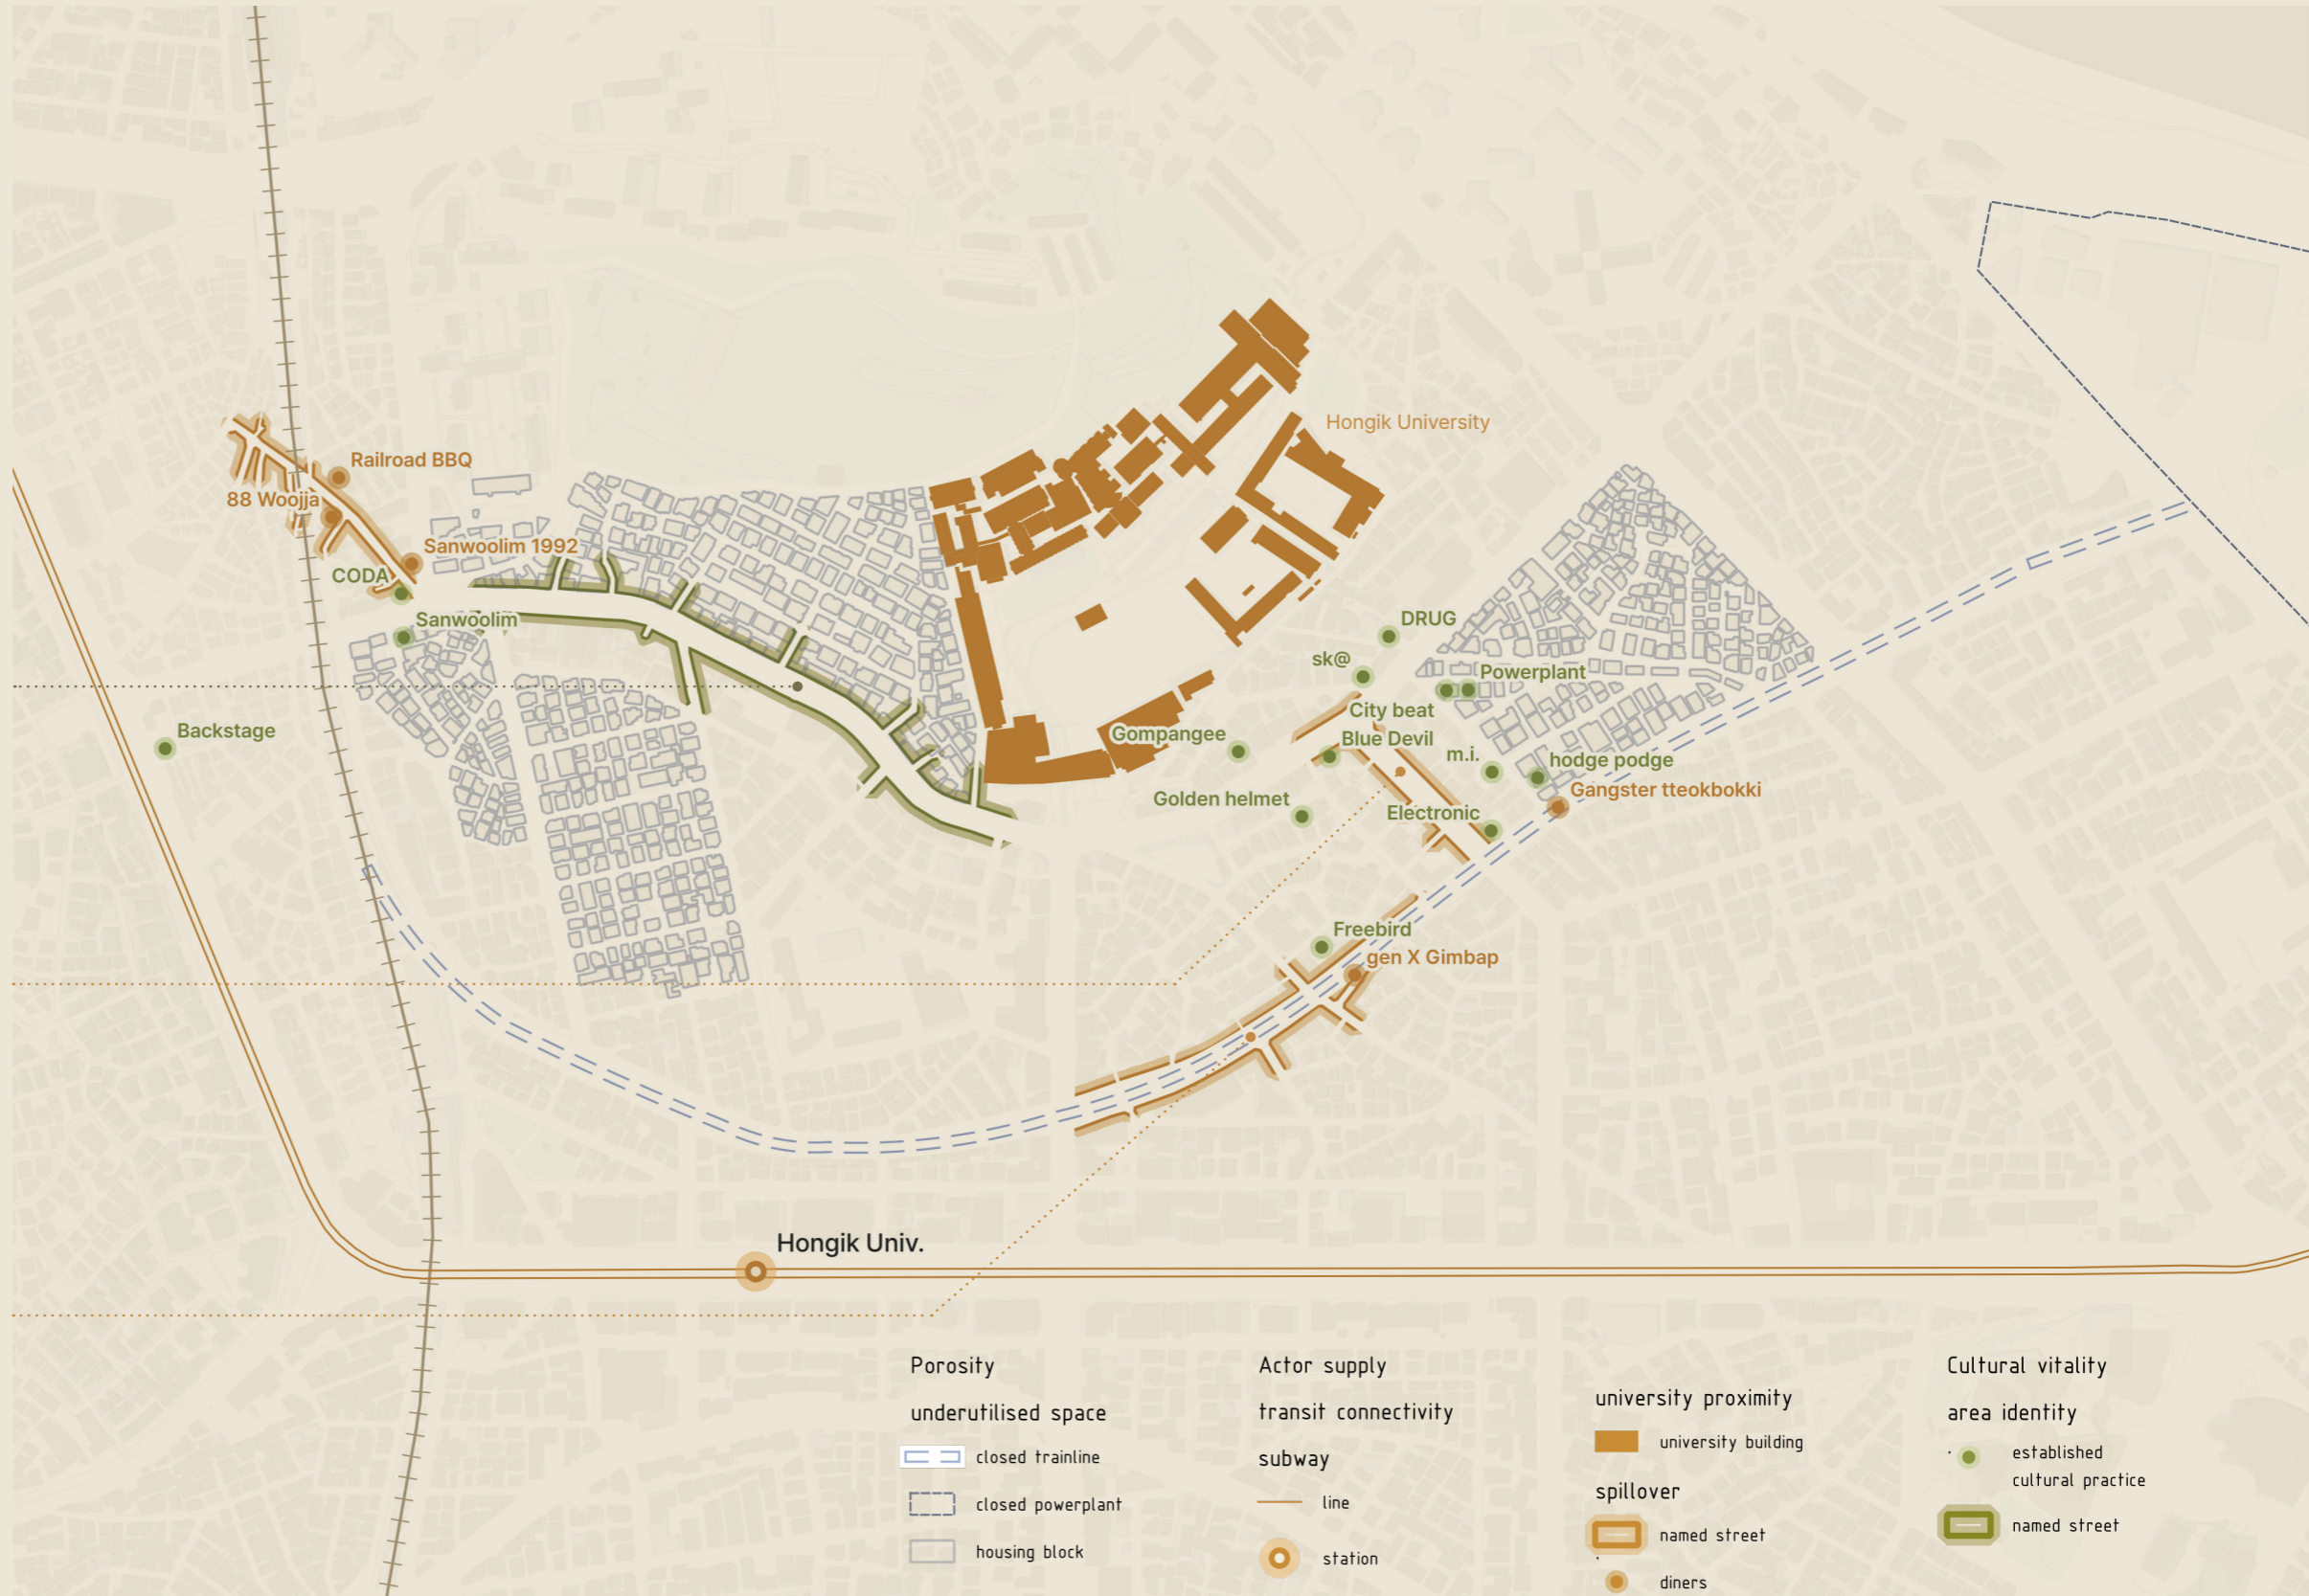 Hongik University
Railroad BBQ
88 Woojja
Sanwoolim 1992
CODA
Sanwoolim
DRUG
sk@
Powerplant
City beat
Backstage
Gompangee
Blue Devil
m.i.
hodge podge
Gangster tteokbokki
Golden helmet
Electronic
Freebird
gen X Gimbap
Hongik Univ.
Porosity
underutilised space
closed trainline
closed powerplant
housing block
Actor supply
transit connectivity
subway
line
station
university proximity
university building
spillover
named street
diners
Cultural vitality
area identity
established
cultural practice
named street